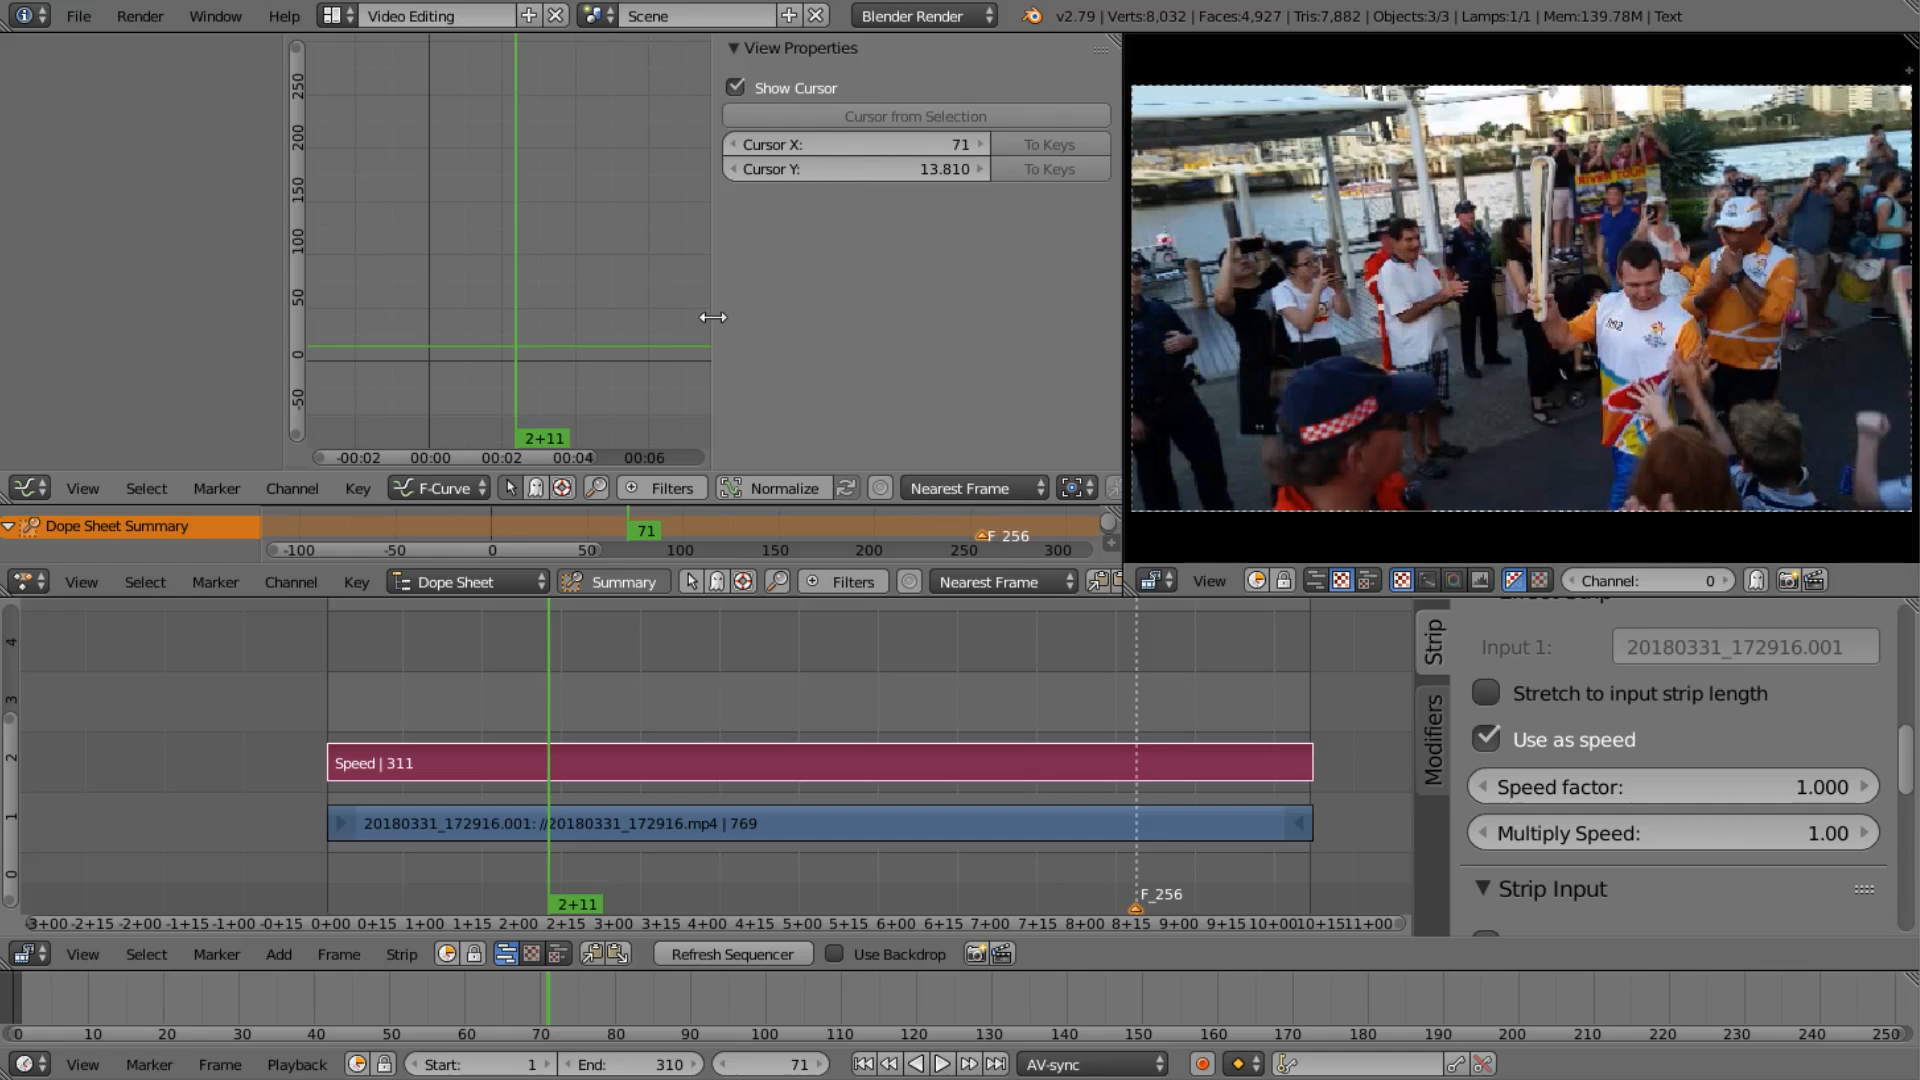 File Render Window Help Video Editing Scene Blender Render v2.79 | Verts:8,032 | Faces:4,927 | Tris:7,882 | Objects:3/3 | Lamps:1/1 | Mem:139.78M | Text
250
200
150
100
50
0
-50
2+11
-00:02 00:00 00:02 00:04 00:06
View Properties
Show Cursor
Cursor from Selection
Cursor X: 71 To Keys
Cursor Y: 13.810 To Keys
RIVER TOUR
View Select Marker Channel Key F-Curve Filters Normalize Nearest Frame
Dope Sheet Summary
71
F_256
-100 -50 0 50 100 150 200 250 300
View Select Marker Channel Key Dope Sheet Summary Filters Nearest Frame
View Channel: 0
4
3
2
1
0
Speed | 311
20180331_172916.001: //20180331_172916.mp4 | 769
2+11
F_256
-3+00 -2+15 -2+00 -1+15 -1+00 -0+15 0+00 0+15 1+00 1+15 2+00 2+15 3+00 3+15 4+00 4+15 5+00 5+15 6+00 6+15 7+00 7+15 8+00 8+15 9+00 9+15 10+00 10+15 11+00
Strip
Modifiers
Input 1: 20180331_172916.001
Stretch to input strip length
Use as speed
Speed factor: 1.000
Multiply Speed: 1.00
Strip Input
View Select Marker Add Frame Strip Refresh Sequencer Use Backdrop
0 10 20 30 40 50 60 70 80 90 100 110 120 130 140 150 160 170 180 190 200 210 220 230 240 250
View Marker Frame Playback Start: 1 End: 310 71 AV-sync